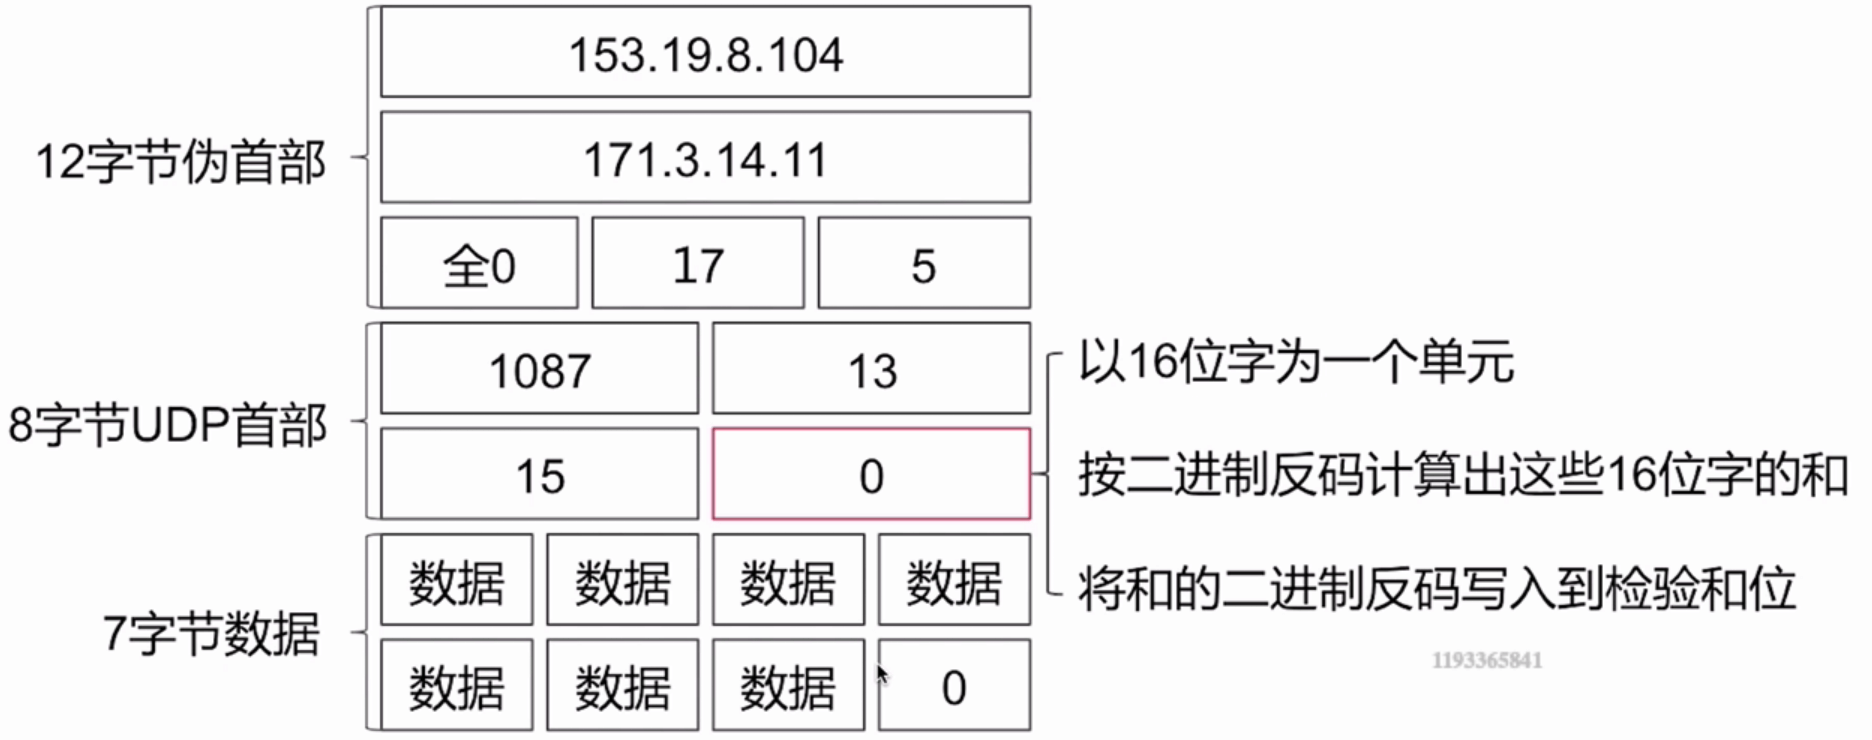 153.19.8.104
12字节伪首部
171.3.14.11
全0 17 5
8字节UDP首部
1087 13
15 0
以16位字为一个单元
按二进制反码计算出这些16位字的和
将和的二进制反码写入到检验和位
7字节数据
数据 数据 数据 数据
数据 数据 数据 0
1193365841